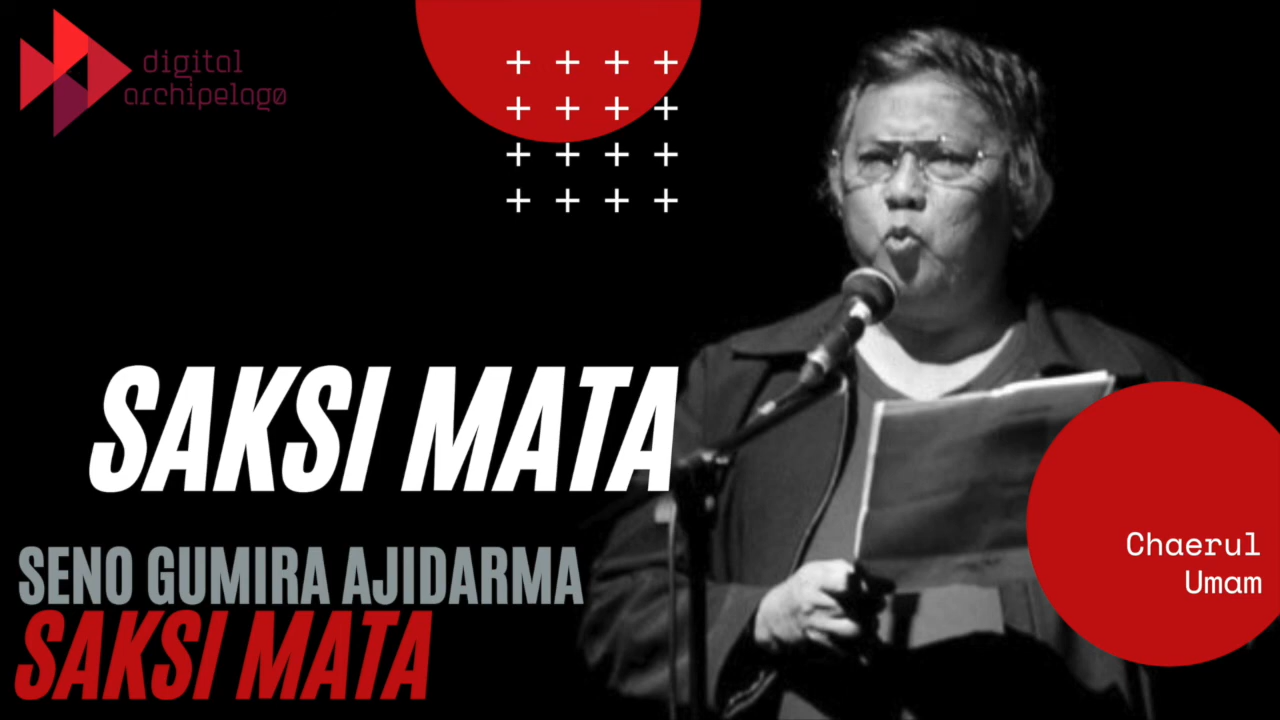 digital
archipelago
SAKSI MATA
SENO GUMIRA AJIDARMA
SAKSI MATA
Chaerul
Umam